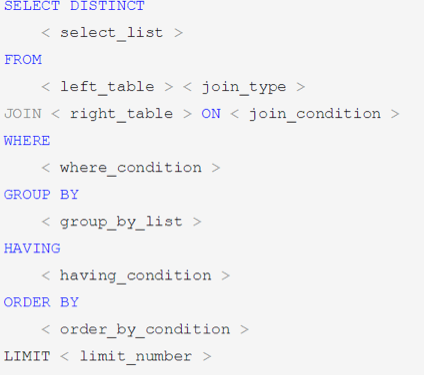 SELECT DISTINCT
< select_list >
FROM
< left_table > < join_type >
JOIN < right_table > ON < join_condition >
WHERE
< where_condition >
GROUP BY
< group_by_list >
HAVING
< having_condition >
ORDER BY
< order_by_condition >
LIMIT < limit_number >